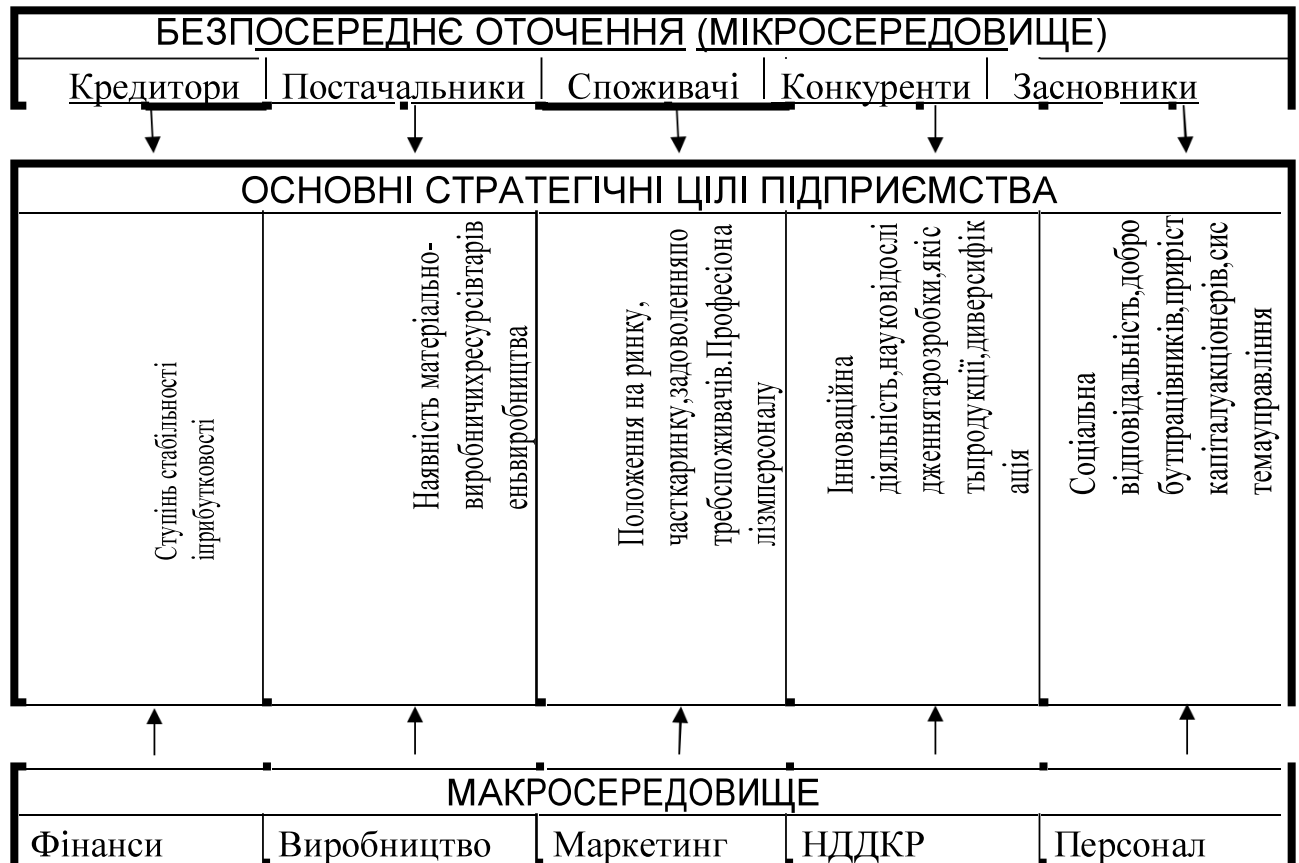 БЕЗПОСЕРЕДНЄ ОТОЧЕННЯ (МІКРОСЕРЕДОВИЩЕ)
Кредитори Постачальники Споживачі Конкуренти Засновники
ОСНОВНІ СТРАТЕГІЧНІ ЦІЛІ ПІДПРИЄМСТВА
Ступінь стабільності
іприбутковості
Наявність матеріально-
виробничихресурсівтарів
еньвиробництва
Положення на ринку,
часткаринку,задоволенняпо
требспоживачів.Професіона
лізмперсоналу
Інноваційна
діяльність,науковідослі
дженнятарозробки,якіс
тьпродукції,диверсифік
ація
Соціальна
відповідальність,добро
бутпрацівників,приріст
капіталуакціонерів,сис
темауправління
МАКРОСЕРЕДОВИЩЕ
Фінанси Виробництво Маркетинг НДДКР Персонал